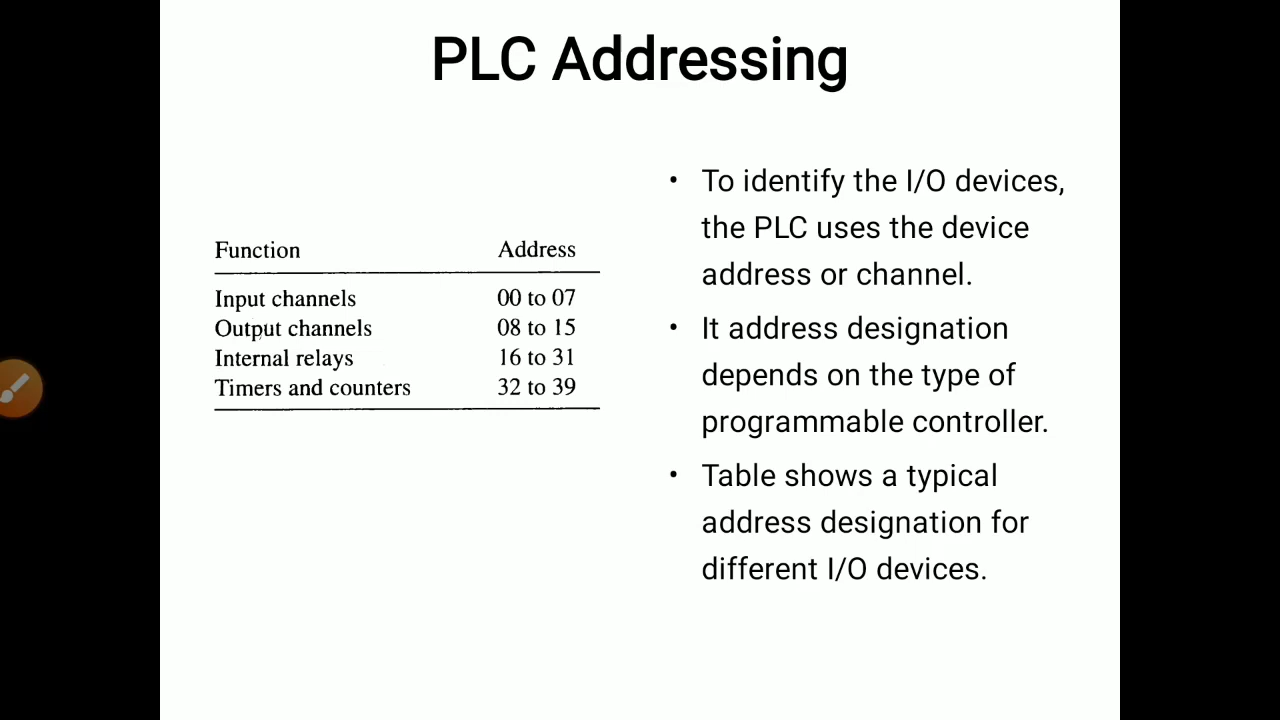 PLC Addressing
Function Address
Input channels 00 to 07
Output channels 08 to 15
Internal relays 16 to 31
Timers and counters 32 to 39
• To identify the I/O devices,
the PLC uses the device
address or channel.
• It address designation
depends on the type of
programmable controller.
• Table shows a typical
address designation for
different I/O devices.